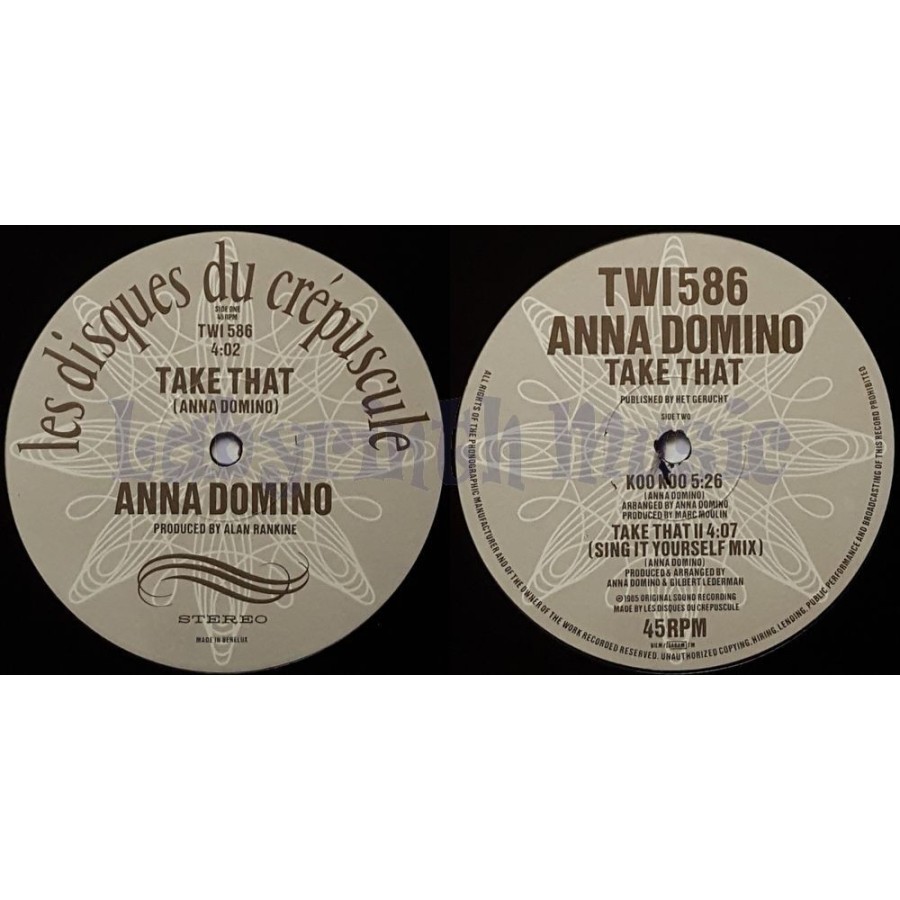 les disques du crépuscule
SIDE ONE
45 RPM
TWI 586
4:02
TAKE THAT
(ANNA DOMINO)
ANNA DOMINO
PRODUCED BY ALAN RANKINE
STEREO
MADE IN BENELUX
TWI 586
ANNA DOMINO
TAKE THAT
PUBLISHED BY HET GERUCHT
SIDE TWO
KOO KOO 5:26
(ANNA DOMINO)
ARRANGED BY ANNA DOMINO
PRODUCED BY MARC MOULIN
TAKE THAT II 4:07
(SING IT YOURSELF MIX)
(ANNA DOMINO)
PRODUCED & ARRANGED BY
ANNA DOMINO & GILBERT LEDERMAN
℗1985 ORIGINAL SOUND RECORDING
MADE BY LES DISQUES DU CREPUSCULE
45RPM
ALL RIGHTS OF THE PHONOGRAPHIC MANUFACTURER AND OF THE OWNER OF THE WORK RECORDED RESERVED. UNAUTHORIZED COPYING, HIRING, LENDING, PUBLIC PERFORMANCE AND BROADCASTING OF THIS RECORD PROHIBITED